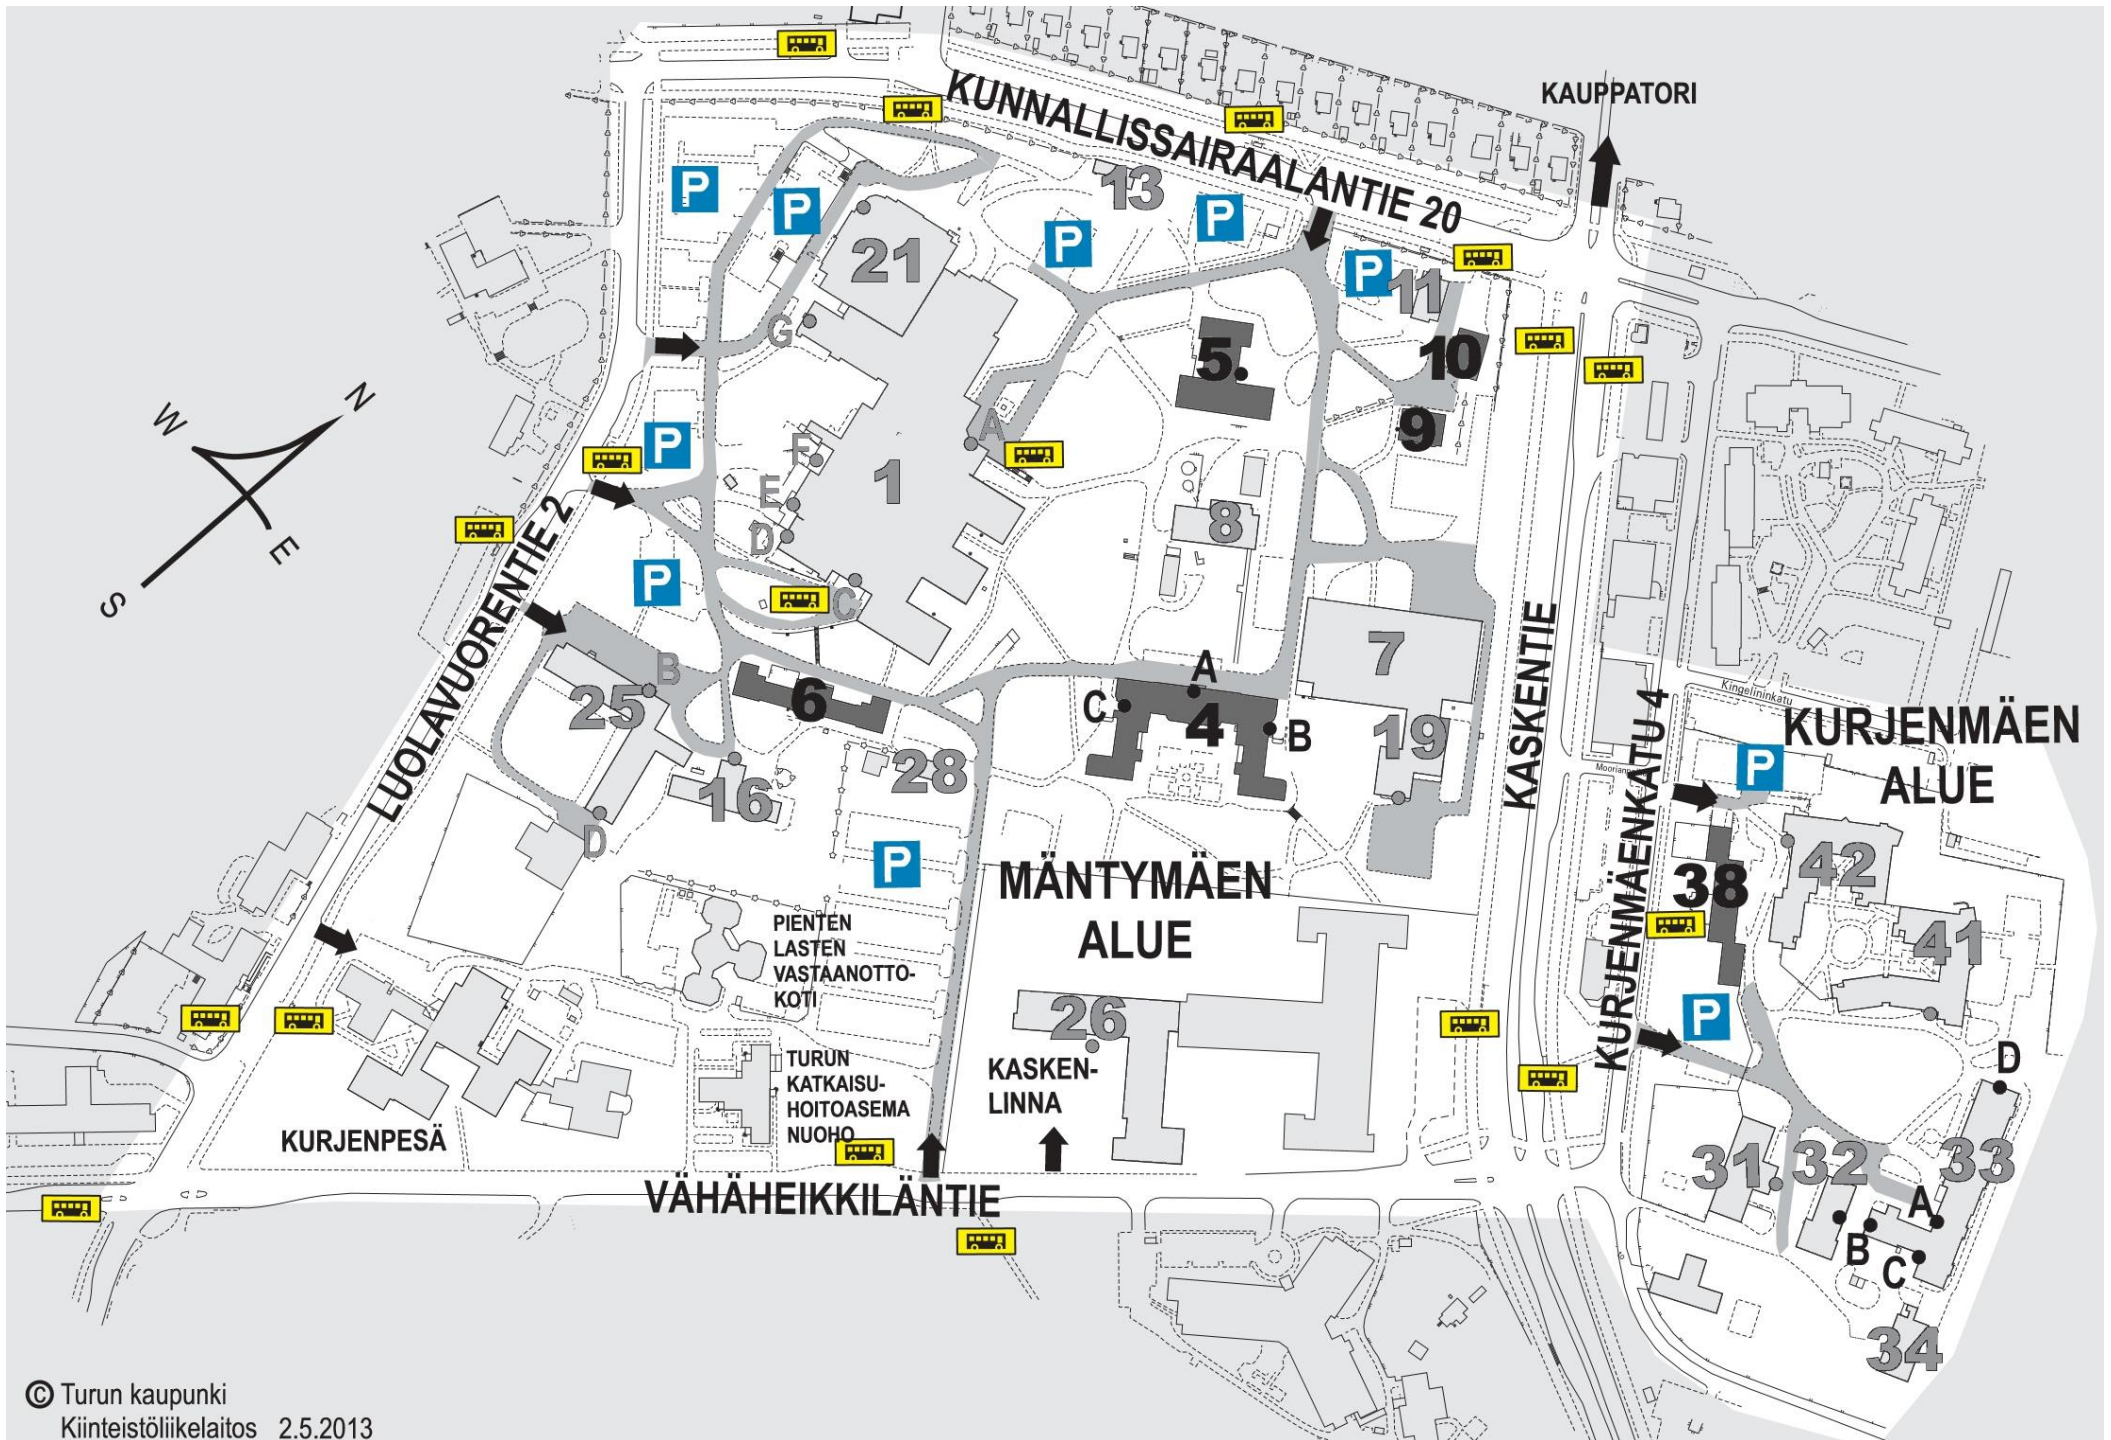 KAUPPATORI
KUNNALLISSAIRAALANTIE 20
P
P
P
P
P
13
21
11
G
5.
10
9
A
F
1
E
D
8
P
P
C
N
W
E
S
LUOLAVUORENTIE 2
B
25
6
16
28
D
P
A
C
4
B
7
19
KASKENTIE
Kingelininkatu
KURJENMÄENKATU 4
KURJENMÄEN
ALUE
P
42
38
41
P
MÄNTYMÄEN
ALUE
PIENTEN
LASTEN
VASTAANOTTO-
KOTI
26
TURUN
KATKAISU-
HOITOASEMA
NUOHO
KASKEN-
LINNA
KURJENPESÄ
VÄHÄHEIKKILÄNTIE
D
31.
32
33
A
B
C
34
© Turun kaupunki
Kiinteistöliikelaitos 2.5.2013